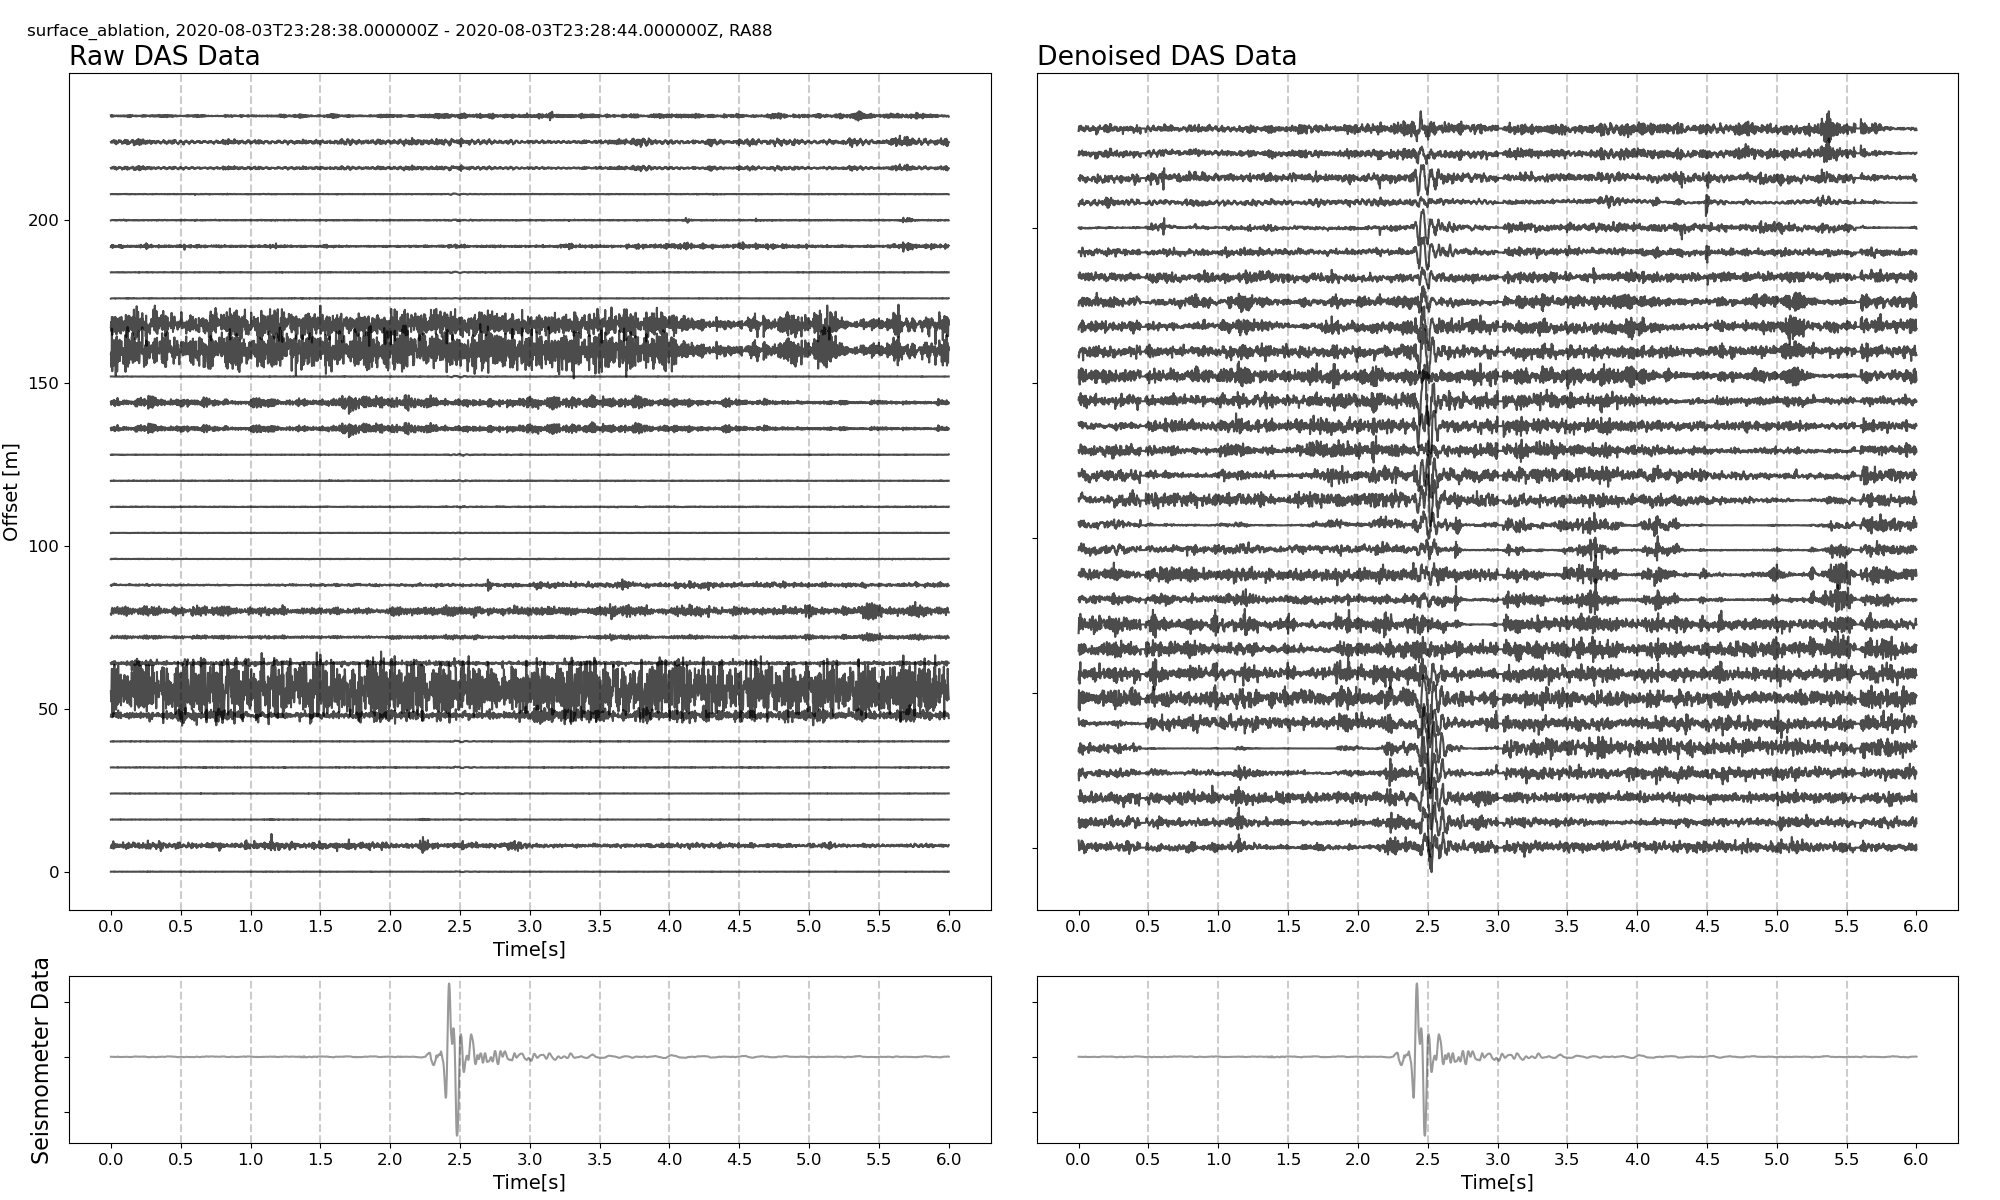 surface_ablation, 2020-08-03T23:28:38.000000Z - 2020-08-03T23:28:44.000000Z, RA88
Raw DAS Data
Denoised DAS Data
Offset [m]
200
150
100
50
0
0.0 0.5 1.0 1.5 2.0 2.5 3.0 3.5 4.0 4.5 5.0 5.5 6.0
Time[s]
0.0 0.5 1.0 1.5 2.0 2.5 3.0 3.5 4.0 4.5 5.0 5.5 6.0
Seismometer Data
0.0 0.5 1.0 1.5 2.0 2.5 3.0 3.5 4.0 4.5 5.0 5.5 6.0
Time[s]
0.0 0.5 1.0 1.5 2.0 2.5 3.0 3.5 4.0 4.5 5.0 5.5 6.0
Time[s]